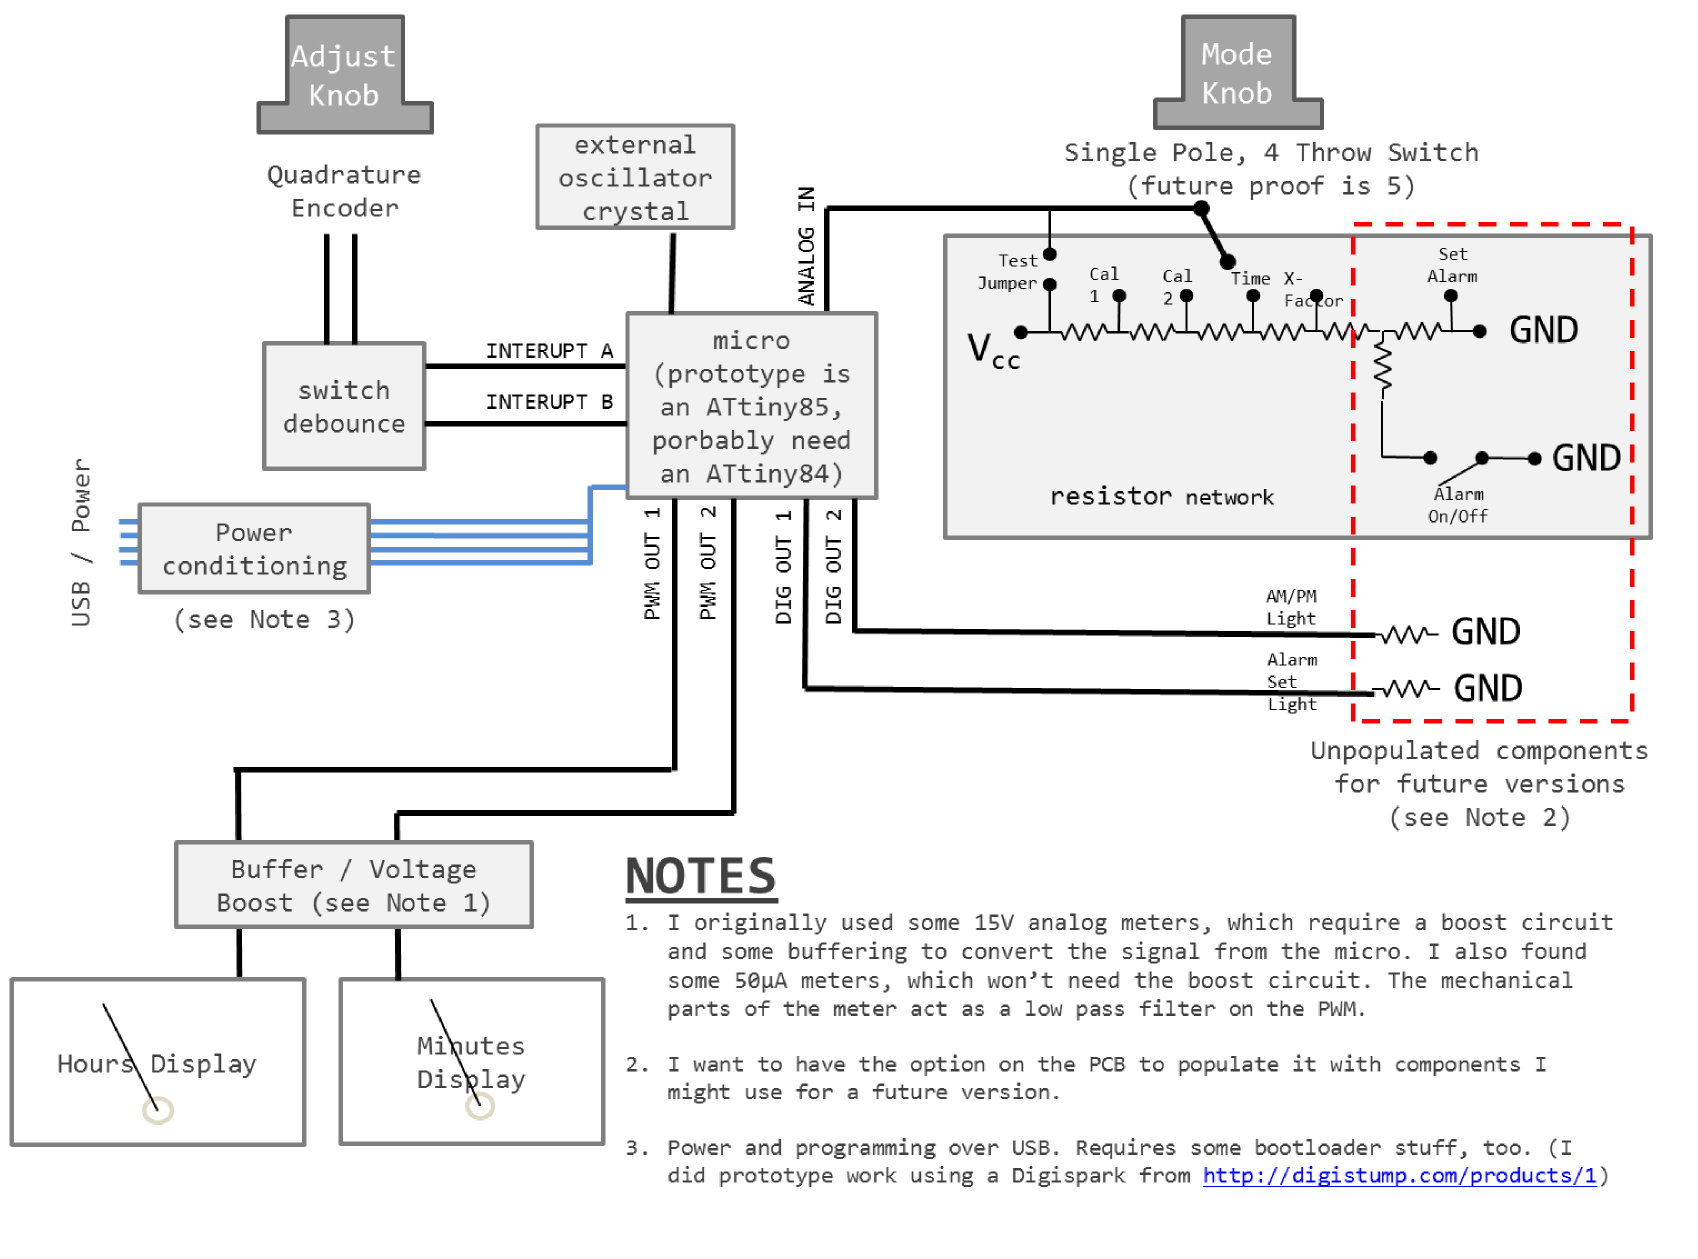 Adjust
Knob
Mode
Knob
Quadrature
Encoder
external
oscillator
crystal
Single Pole, 4 Throw Switch
(future proof is 5)
ANALOG IN
Test
Jumper
Cal
1
Cal
2
Time
X-
Factor
Set
Alarm
Vcc
GND
GND
Alarm
On/Off
resistor network
switch
debounce
INTERUPT A
INTERUPT B
micro
(prototype is
an ATtiny85,
porbably need
an ATtiny84)
USB / Power
Power
conditioning
(see Note 3)
PWM OUT 1
PWM OUT 2
DIG OUT 1
DIG OUT 2
AM/PM
Light
GND
Alarm
Set
Light
GND
Unpopulated components
for future versions
(see Note 2)
Buffer / Voltage
Boost (see Note 1)
Hours Display
Minutes
Display
NOTES
1. I originally used some 15V analog meters, which require a boost circuit
and some buffering to convert the signal from the micro. I also found
some 50µA meters, which won’t need the boost circuit. The mechanical
parts of the meter act as a low pass filter on the PWM.
2. I want to have the option on the PCB to populate it with components I
might use for a future version.
3. Power and programming over USB. Requires some bootloader stuff, too. (I
did prototype work using a Digispark from http://digistump.com/products/1)